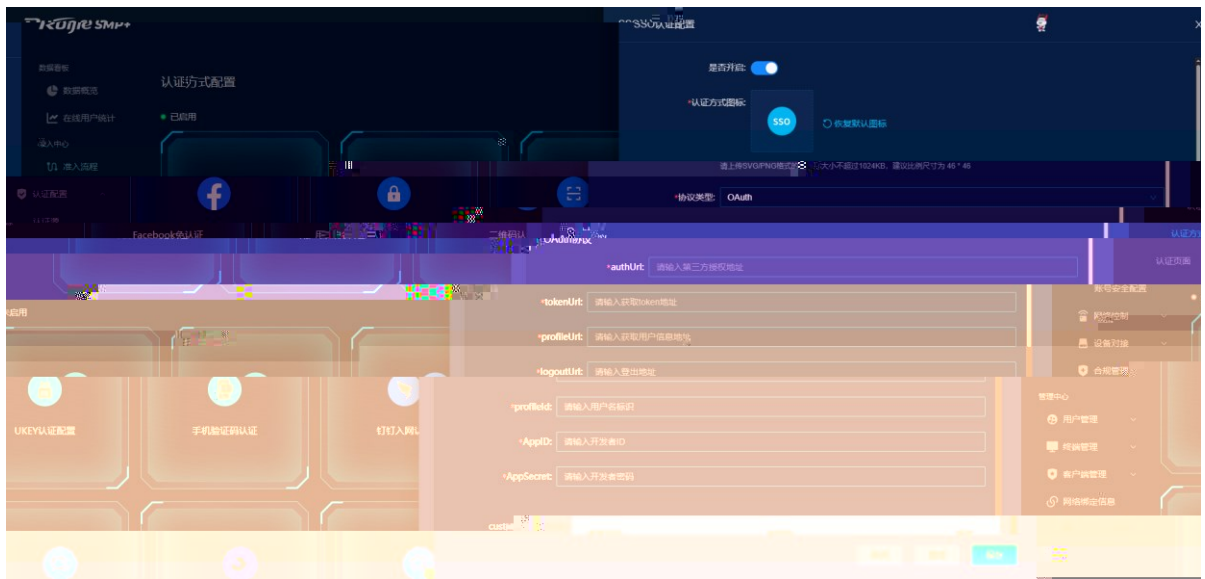 SMP+
SSO认证配置
数据看板
数据概览
在线用户统计
准入中心
准入流程
认证配置
认证方式配置
已启用
是否开启:
*认证方式图标:
SSO
恢复默认图标
请上传SVG/PNG格式
大小不超过1024KB、建议比例尺寸为 46 * 46
*协议类型: OAuth
Facebook免认证
二维码认
*authUrl: 请输入第三方授权地址
认证页面
*tokenUrl: 请输入获取token地址
账号安全配置
*profileUrl: 请输入获取用户信息地址
设备对接
*logoutUrl: 请输入登出地址
合规管理
管理中心
*profileId: 请输入用户名标识
用户管理
UKEY认证配置
手机验证码认证
钉钉入网认
*AppID: 请输入开发者ID
终端管理
*AppSecret: 请输入开发者密码
客户端管理
网络绑定信息